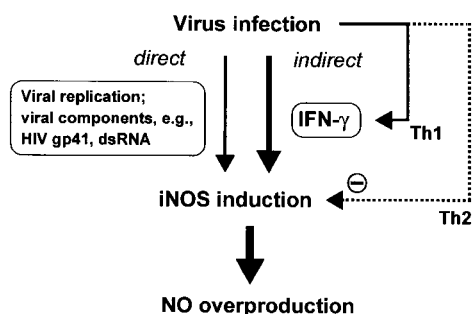 Virus infection
direct
indirect
Viral replication;
viral components, e.g.,
HIV gp41, dsRNA
IFN-γ
Th1
⊖
iNOS induction
Th2
NO overproduction